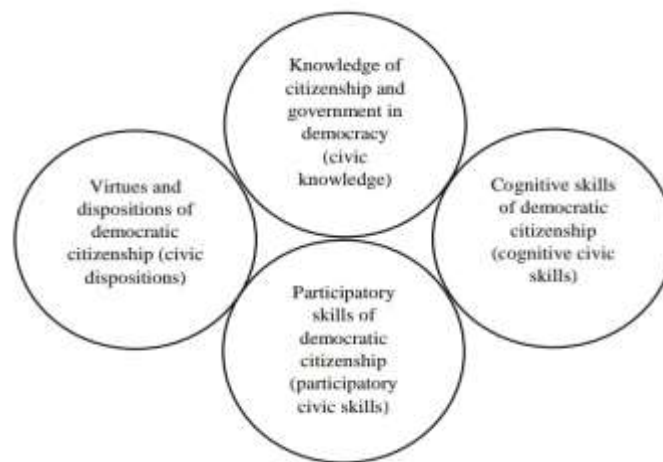 Knowledge of
citizenship and
government in
democracy
(civic
knowledge)
Virtues and
dispositions of
democratic
citizenship (civic
dispositions)
Cognitive skills
of democratic
citizenship
(cognitive civic
skills)
Participatory
skills of
democratic
citizenship
(participatory
civic skills)